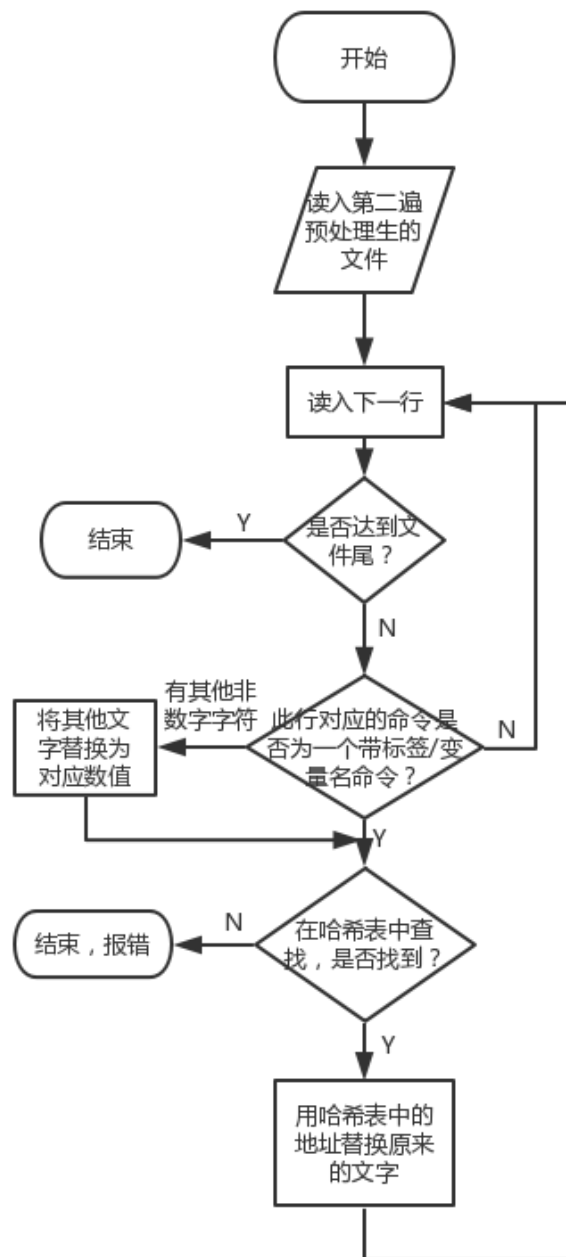 开始
读入第二遍
预处理生的
文件
读入下一行
是否达到文
件尾？
Y
结束
N
有其他非
数字字符
将其他文
字替换为
对应数值
此行对应的命令是
否为一个带标签/变
量名命令？
N
Y
在哈希表中查
找，是否找到？
N
结束，报错
Y
用哈希表中的
地址替换原来
的文字